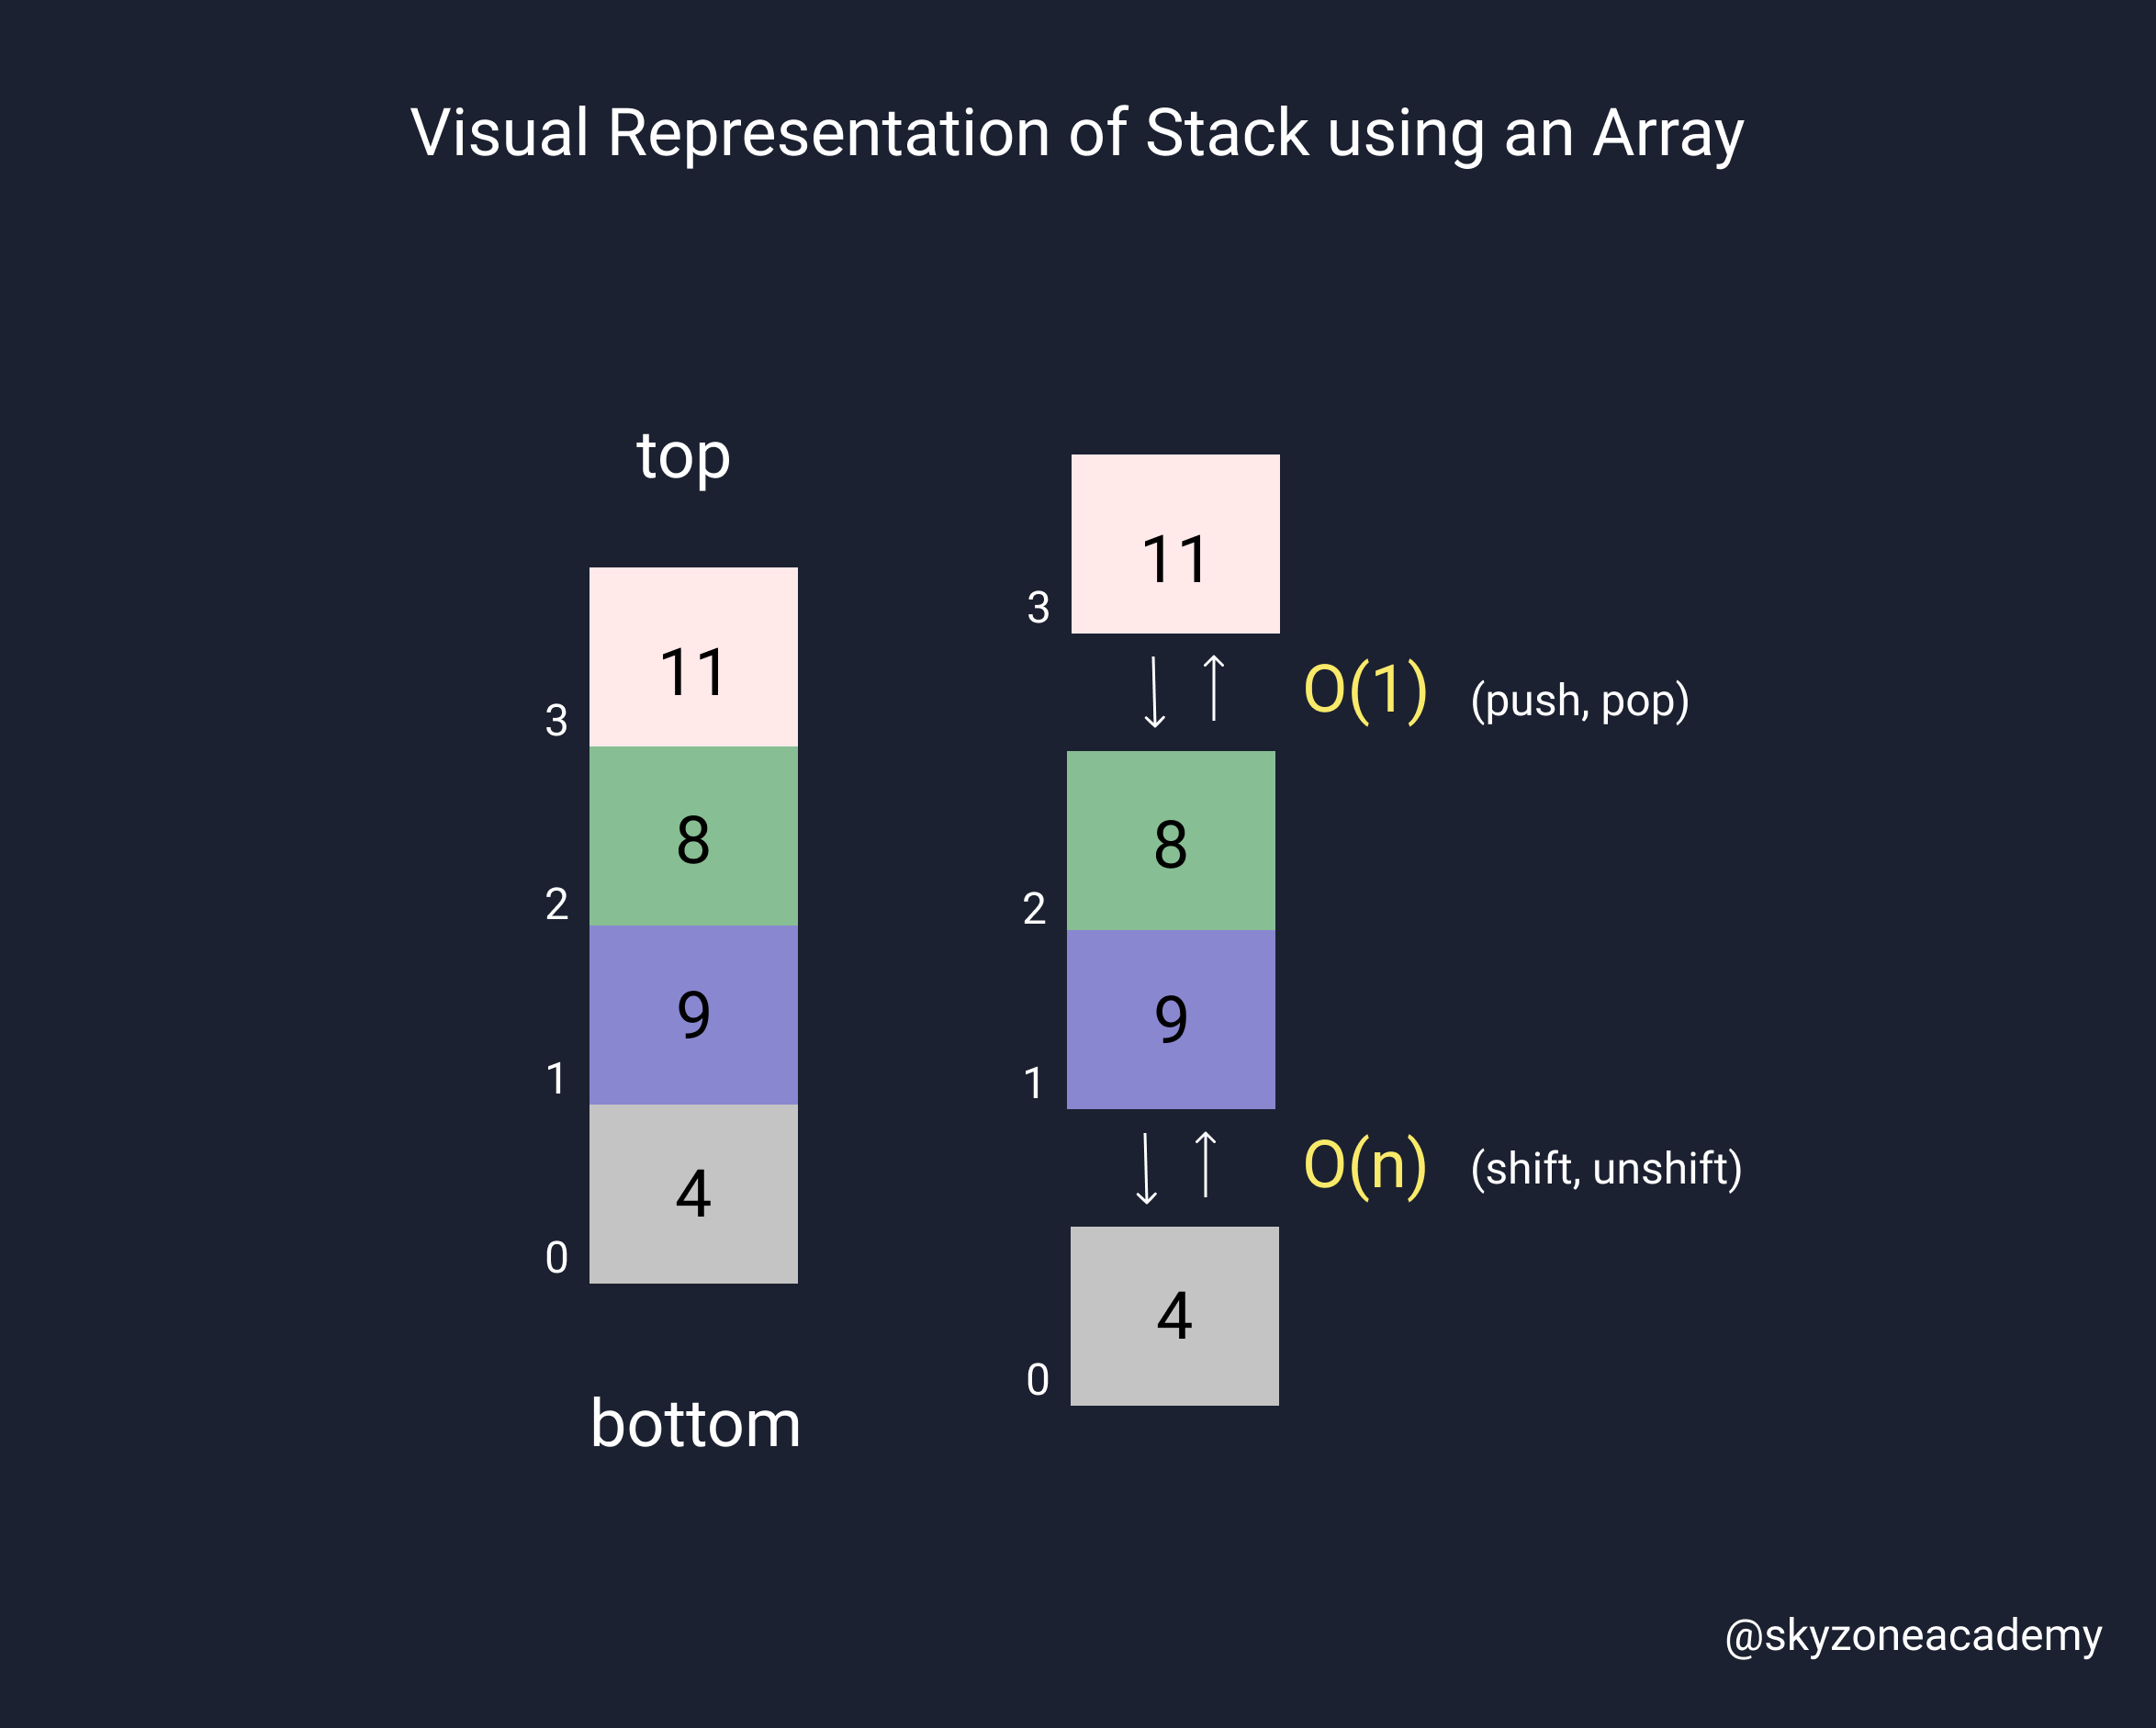 Visual Representation of Stack using an Array
top
11
3
8
2
9
1
4
0
bottom
11
3
O(1) (push, pop)
8
2
9
1
O(n) (shift, unshift)
4
0
@skyzoneacademy